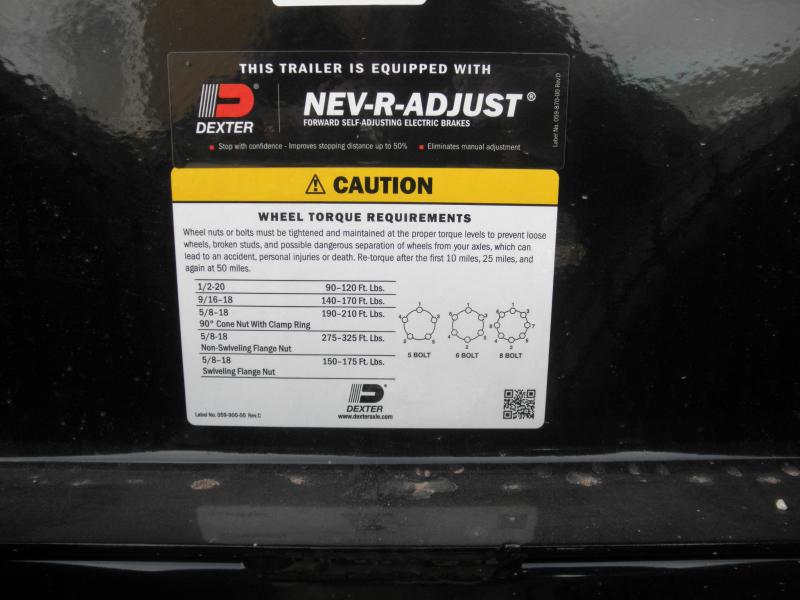 THIS TRAILER IS EQUIPPED WITH
DEXTER
NEV-R-ADJUST®
FORWARD SELF-ADJUSTING ELECTRIC BRAKES
Stop with confidence - Improves stopping distance up to 50%
Eliminates manual adjustment
Label No. 059-870-00 Rev.D
CAUTION
WHEEL TORQUE REQUIREMENTS
Wheel nuts or bolts must be tightened and maintained at the proper torque levels to prevent loose
wheels, broken studs, and possible dangerous separation of wheels from your axles, which can
lead to an accident, personal injuries or death. Re-torque after the first 10 miles, 25 miles, and
again at 50 miles.
1/2-20 90–120 Ft. Lbs.
9/16-18 140–170 Ft. Lbs.
5/8-18 190–210 Ft. Lbs.
90° Cone Nut With Clamp Ring
5/8-18 275–325 Ft. Lbs.
Non-Swiveling Flange Nut
5/8-18 150–175 Ft. Lbs.
Swiveling Flange Nut
5 BOLT
6 BOLT
8 BOLT
DEXTER
www.dexteraxle.com
Label No. 059-900-00 Rev.C